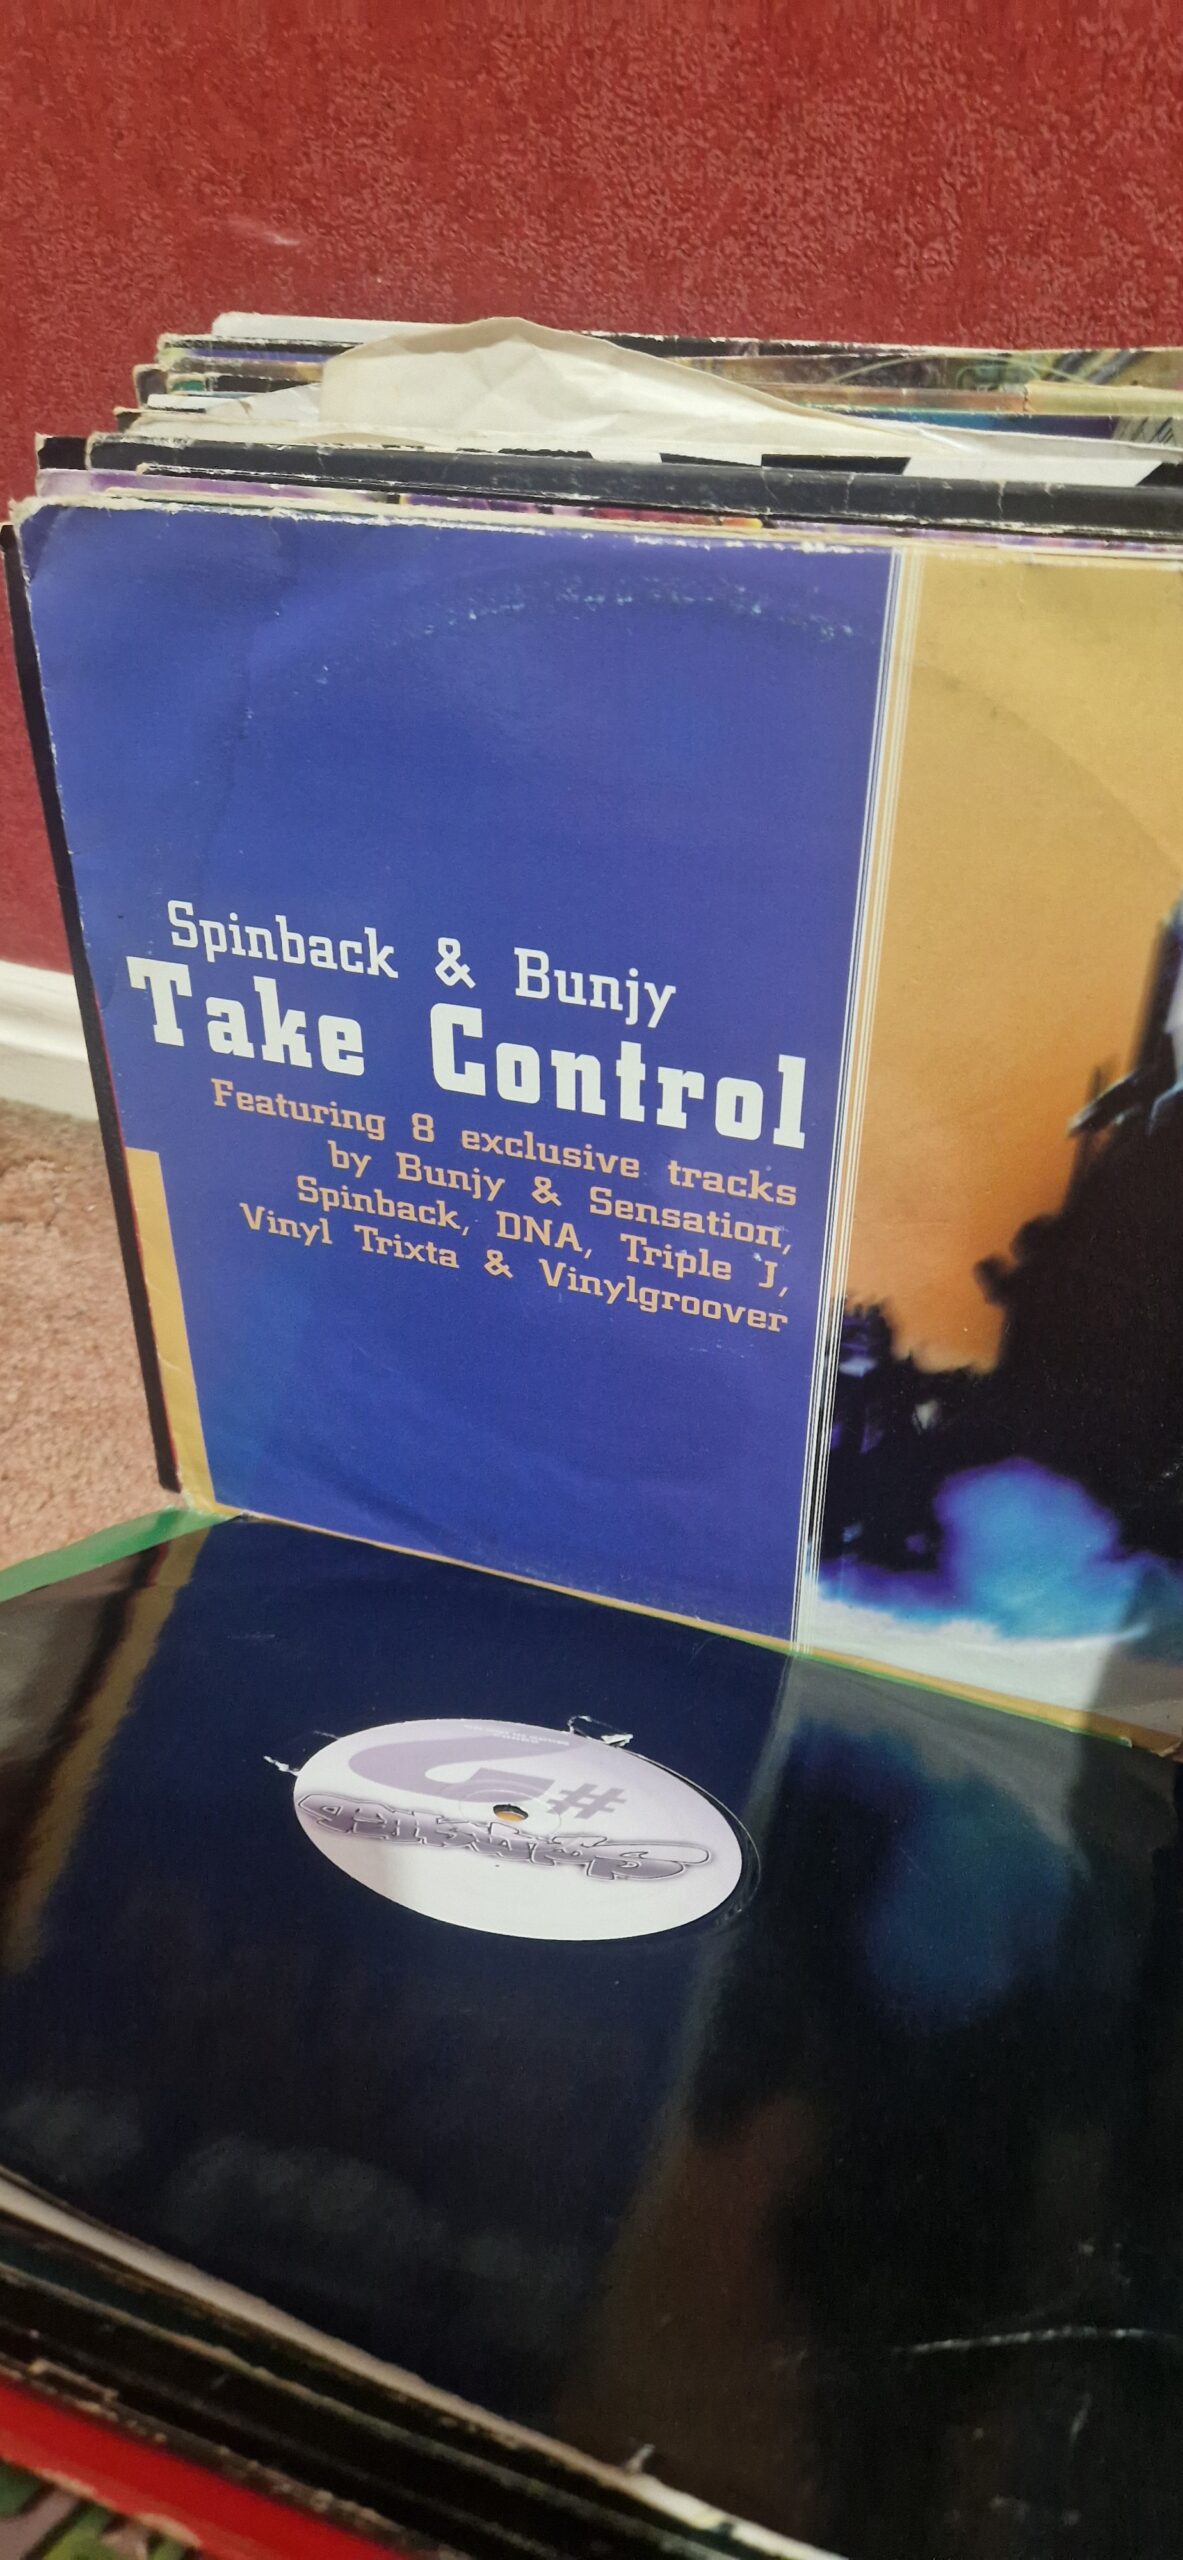 Spinback & Bunjy
Take Control
Featuring 8 exclusive tracks
by Bunjy & Sensation,
Spinback, DNA, Triple J,
Vinyl Trixta & Vinylgroover
#